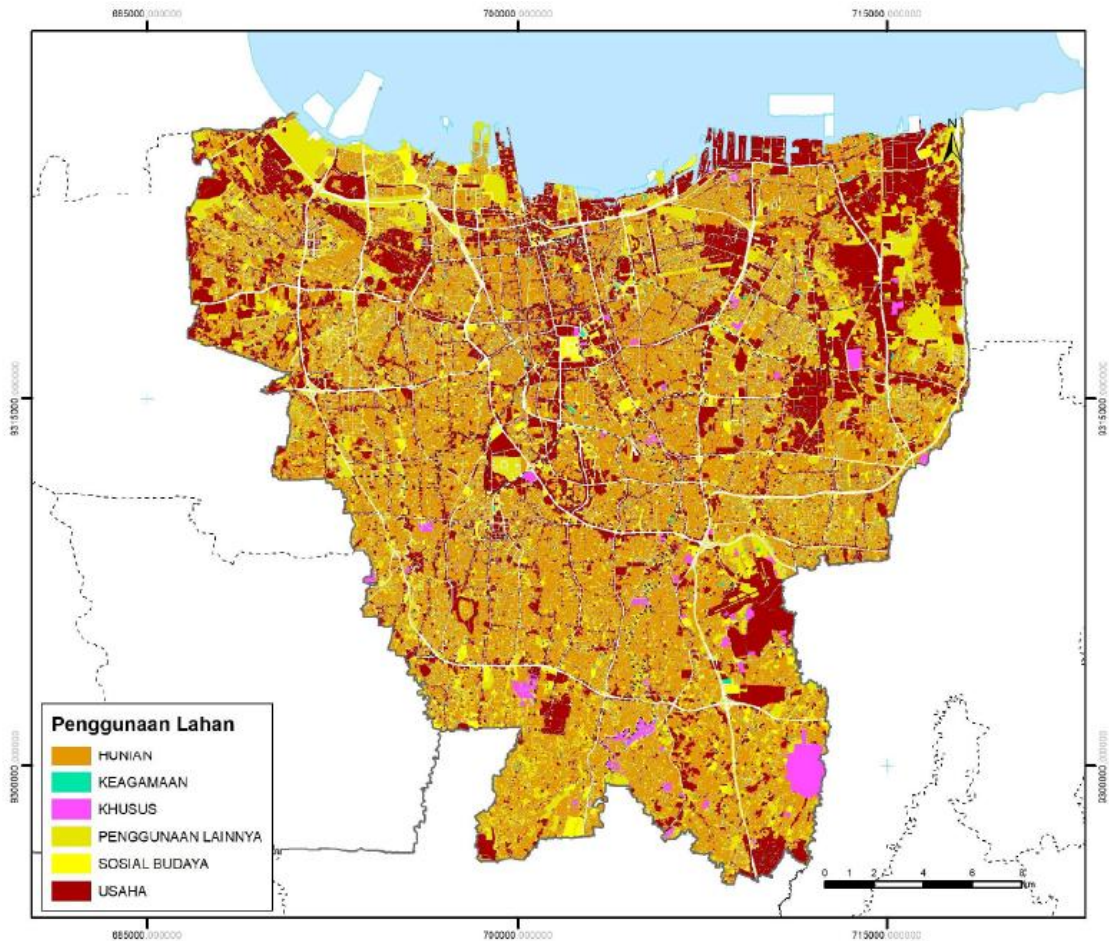 685000.000000 700000.000000 715000.000000
N
9315000.000000 9315000.000000
Penggunaan Lahan
HUNIAN
KEAGAMAAN
KHUSUS
PENGGUNAAN LAINNYA
SOSIAL BUDAYA
USAHA
9300000.000000 9300000.000000
0 1 2 4 6 8
Km
685000.000000 700000.000000 715000.000000